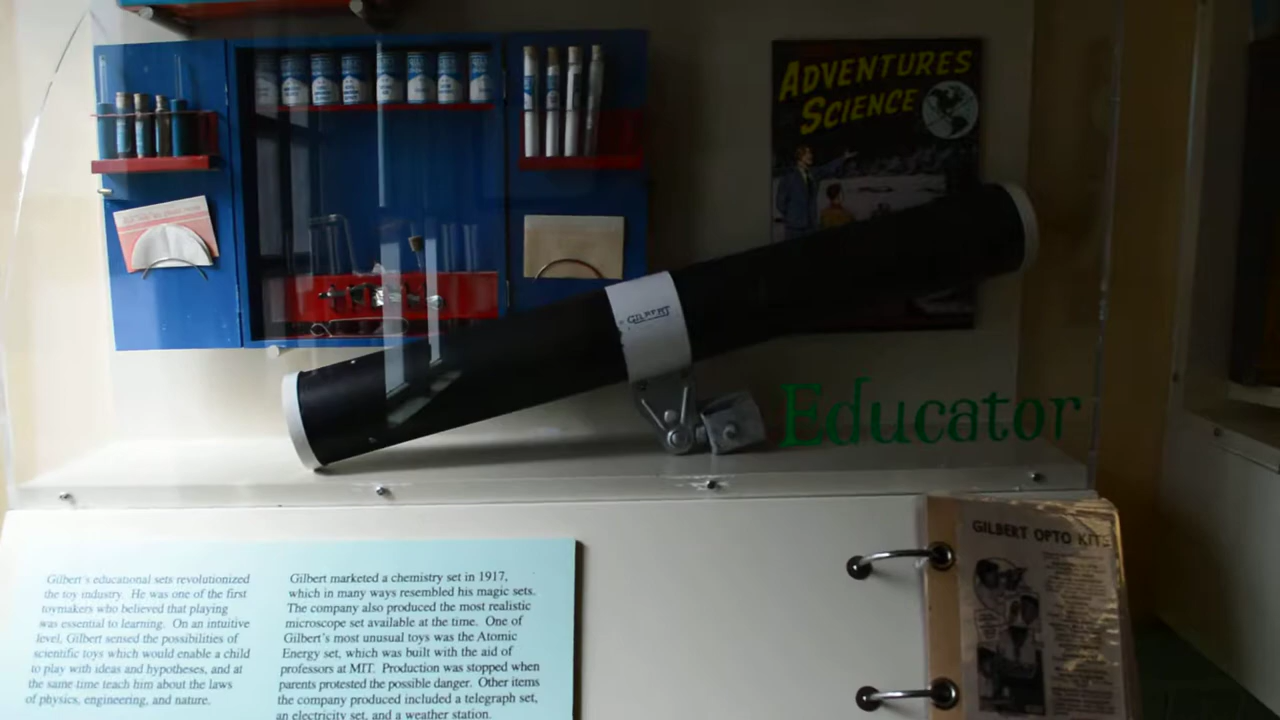 ADVENTURES
SCIENCE
GILBERT
Educator
GILBERT OPTO KITS
Gilbert's educational sets revolutionized
the toy industry. He was one of the first
toymakers who believed that playing
was essential to learning. On an intuitive
level, Gilbert sensed the possibilities of
scientific toys which would enable a child
to play with ideas and hypotheses, and at
the same time teach him about the laws
of physics, engineering, and nature.
Gilbert marketed a chemistry set in 1917,
which in many ways resembled his magic sets.
The company also produced the most realistic
microscope set available at the time. One of
Gilbert's most unusual toys was the Atomic
Energy set, which was built with the aid of
professors at MIT. Production was stopped when
parents protested the possible danger. Other items
the company produced included a telegraph set,
an electricity set, and a weather station.